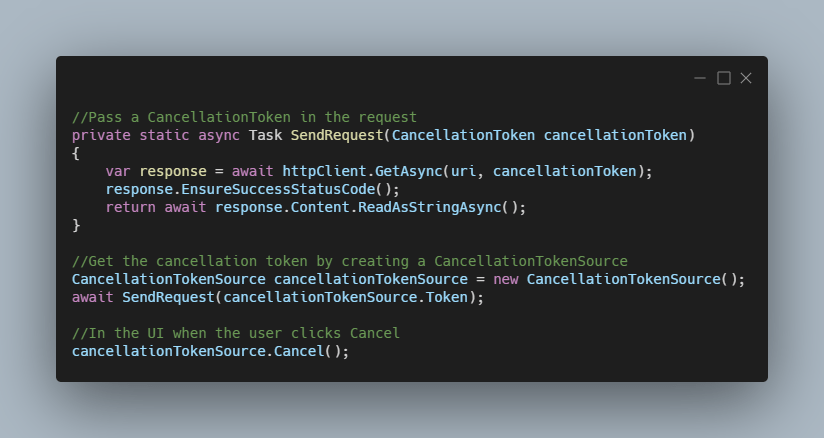 //Pass a CancellationToken in the request
private static async Task SendRequest(CancellationToken cancellationToken)
{
    var response = await httpClient.GetAsync(uri, cancellationToken);
    response.EnsureSuccessStatusCode();
    return await response.Content.ReadAsStringAsync();
}

//Get the cancellation token by creating a CancellationTokenSource
CancellationTokenSource cancellationTokenSource = new CancellationTokenSource();
await SendRequest(cancellationTokenSource.Token);

//In the UI when the user clicks Cancel
cancellationTokenSource.Cancel();